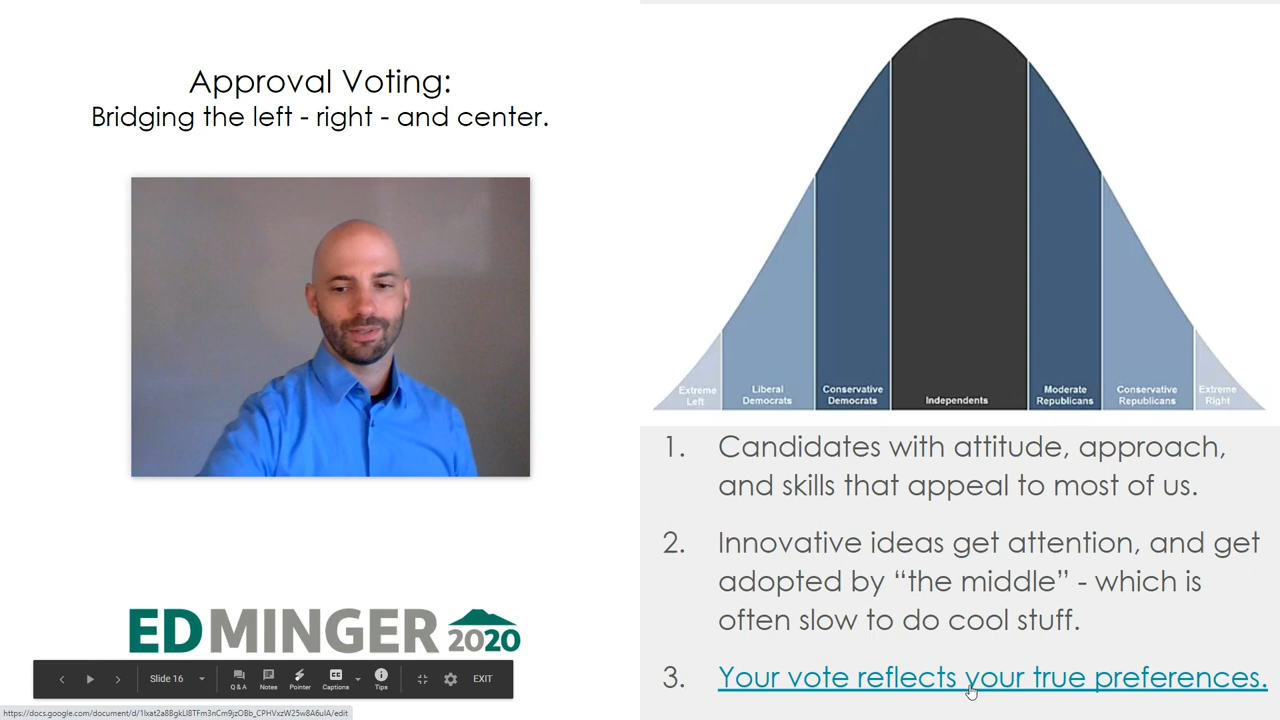 Approval Voting:
Bridging the left - right - and center.
EDMINGER 2020
Slide 16
Q & A
Notes
Pointer
Captions
Tips
EXIT
Extreme
Left
Liberal
Democrats
Conservative
Democrats
Independents
Moderate
Republicans
Conservative
Republicans
Extreme
Right
1. Candidates with attitude, approach,
and skills that appeal to most of us.
2. Innovative ideas get attention, and get
adopted by “the middle” - which is
often slow to do cool stuff.
3. Your vote reflects your true preferences.